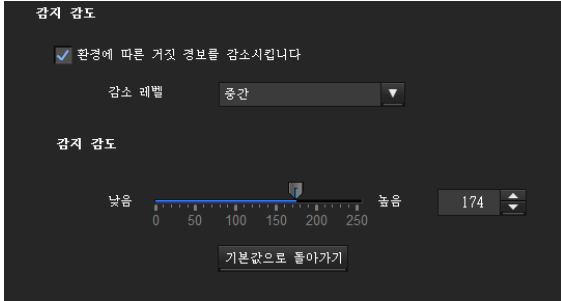 감지 감도
환경에 따른 거짓 경보를 감소시킵니다
감소 레벨 중간
감지 감도
낮음 높음 174
0 50 100 150 200 250
기본값으로 돌아가기